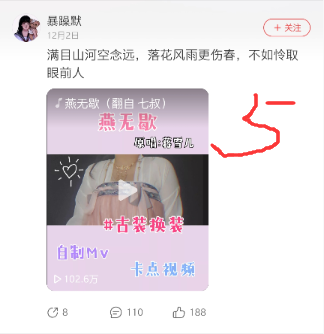 暴躁默
12月2日
+ 关注
满目山河空念远，落花风雨更伤春，不如怜取
眼前人
燕无歇（翻自 七叔）
燕无歇
原唱:蒋雪儿
#古装换装
自制Mv
卡点视频
102.6万
8
110
188
5